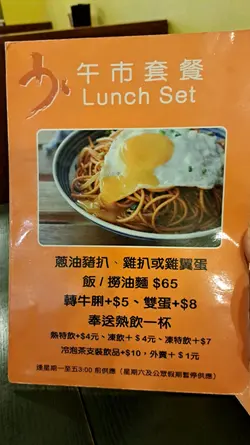 午市套餐
Lunch Set
蔥油豬扒、雞扒或雞翼蛋
飯 / 撈油麵 $65
轉牛脷+$5、雙蛋+$8
奉送熱飲一杯
熱特飲+$4元、凍飲+$4元、凍特飲+$7
冷泡茶支裝飲品+$10，外賣+$1元
逢星期一至五3:00 前供應（星期六及公眾假期暫停供應）